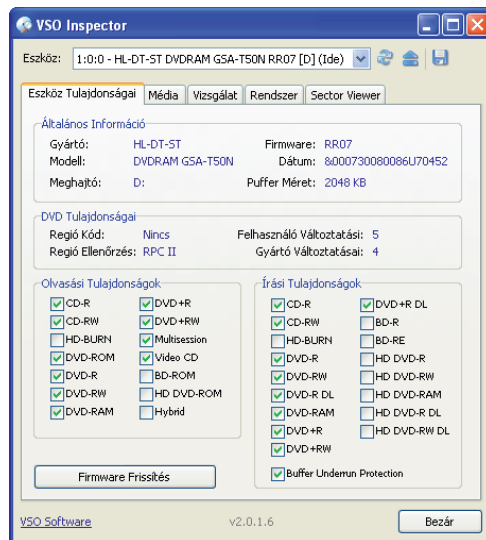 VSO Inspector
Eszköz: 1:0:0 - HL-DT-ST DVDRAM GSA-T50N RR07 [D] (Ide)
Eszköz Tulajdonságai Média Vizsgálat Rendszer Sector Viewer
Általános Információ
Gyártó: HL-DT-ST Firmware: RR07
Modell: DVDRAM GSA-T50N Dátum: &000730080086U70452
Meghajtó: D: Puffer Méret: 2048 KB
DVD Tulajdonságai
Regió Kód: Nincs Felhasználó Változtatási: 5
Regió Ellenőrzés: RPC II Gyártó Változtatásai: 4
Olvasási Tulajdonságok
CD-R DVD+R
CD-RW DVD+RW
HD-BURN Multisession
DVD-ROM Video CD
DVD-R BD-ROM
DVD-RW HD DVD-ROM
DVD-RAM Hybrid
Írási Tulajdonságok
CD-R DVD+R DL
CD-RW BD-R
HD-BURN BD-RE
DVD-R HD DVD-R
DVD-RW HD DVD-RW
DVD-R DL HD DVD-RAM
DVD-RAM HD DVD-R DL
DVD+R HD DVD-RW DL
DVD+RW
Buffer Underrun Protection
Firmware Frissítés
VSO Software v2.0.1.6 Bezár